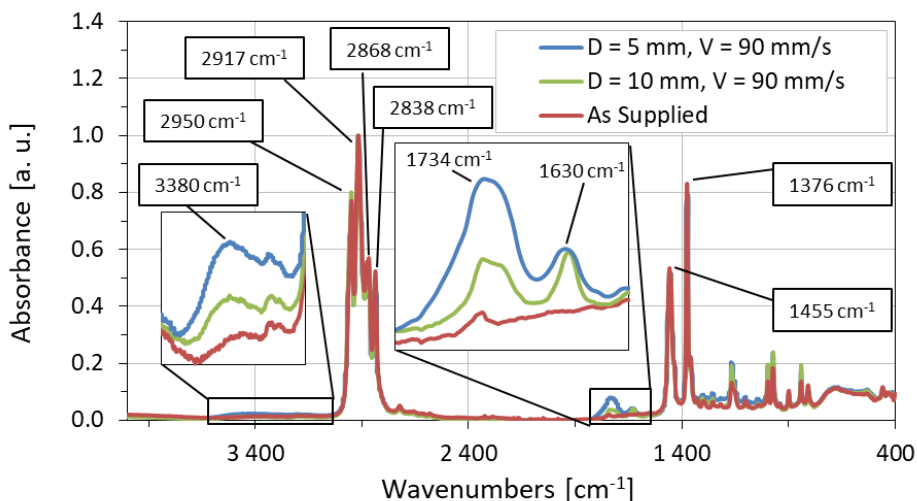 1.4
1.2
1.0
0.8
0.6
0.4
0.2
0.0
Absorbance [a. u.]
3 400
2 400
1 400
400
Wavenumbers [cm-1]
D = 5 mm, V = 90 mm/s
D = 10 mm, V = 90 mm/s
As Supplied
2917 cm-1
2868 cm-1
2950 cm-1
2838 cm-1
3380 cm-1
1734 cm-1
1630 cm-1
1376 cm-1
1455 cm-1